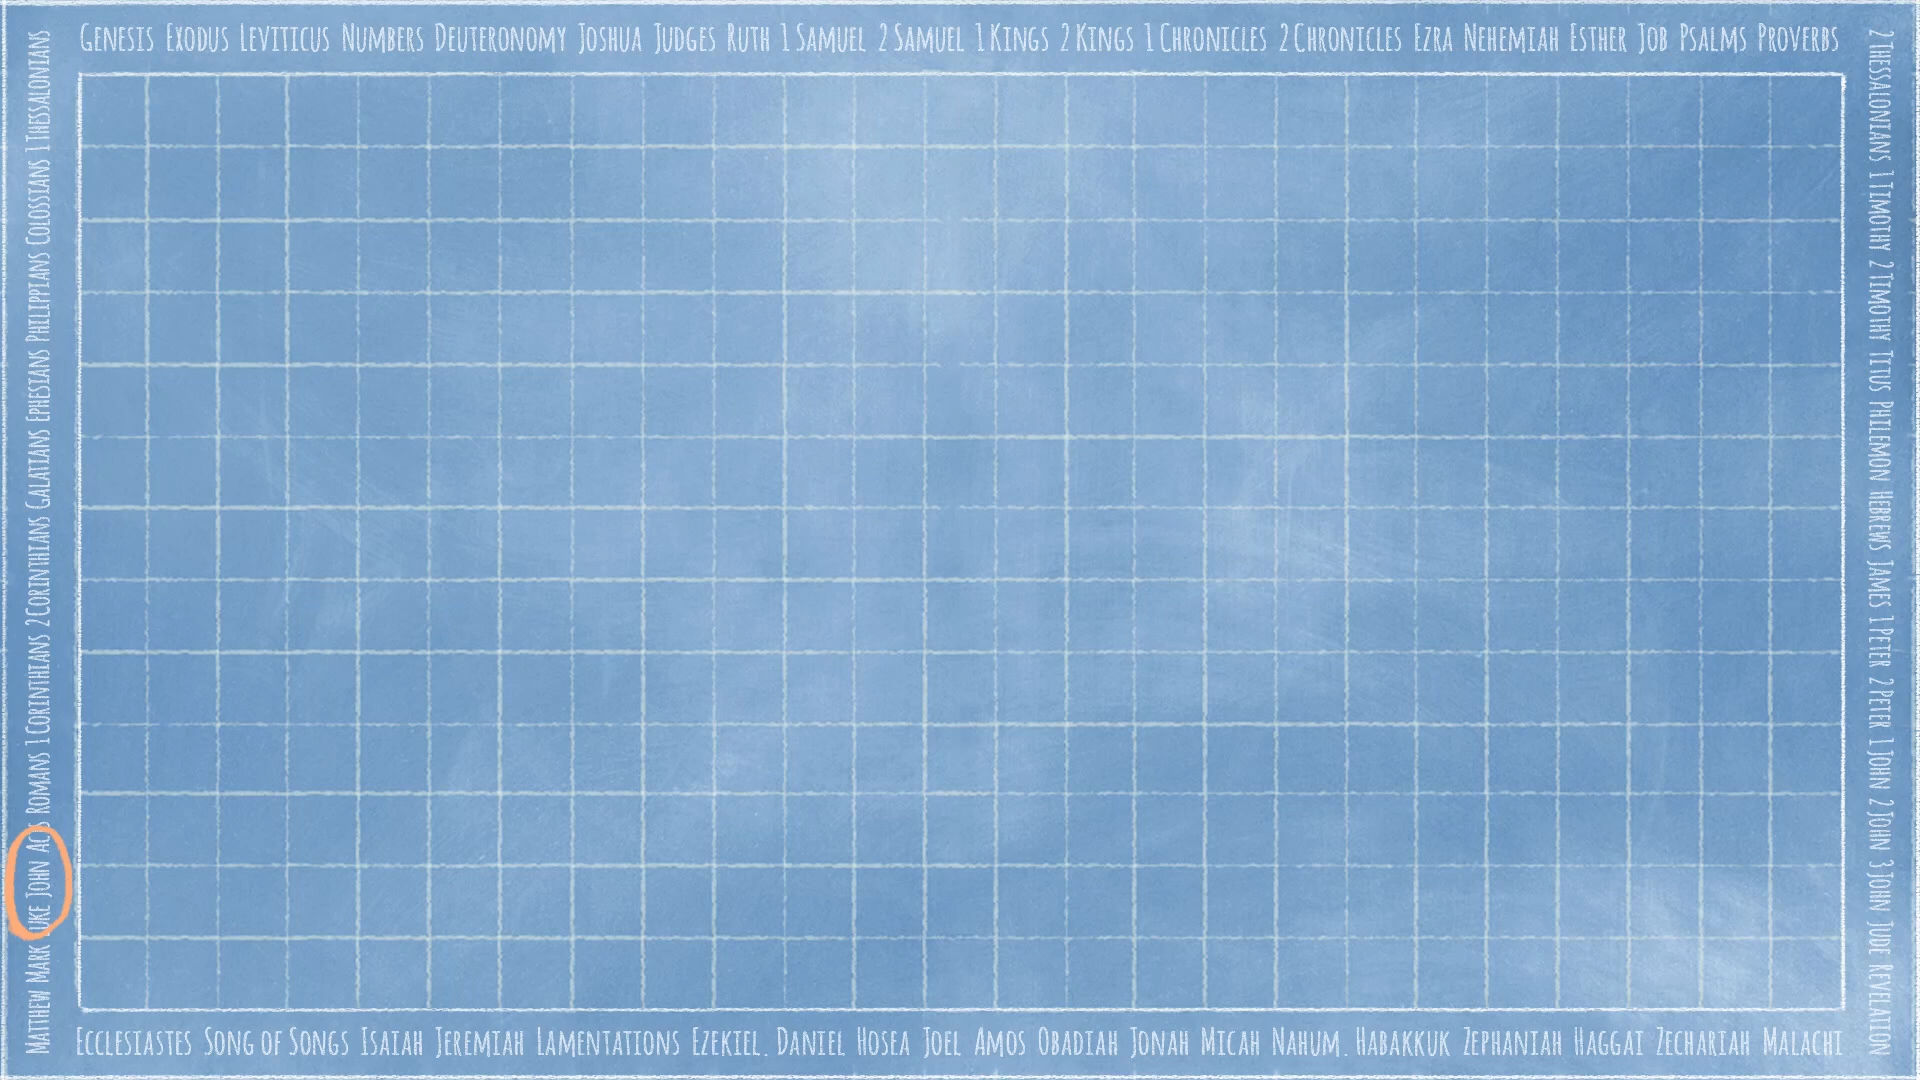 Genesis Exodus Leviticus Numbers Deuteronomy Joshua Judges Ruth 1 Samuel 2 Samuel 1 Kings 2 Kings 1 Chronicles 2 Chronicles Ezra Nehemiah Esther Job Psalms Proverbs
Ecclesiastes Song of Songs Isaiah Jeremiah Lamentations Ezekiel. Daniel Hosea Joel Amos Obadiah Jonah Micah Nahum. Habakkuk Zephaniah Haggai Zechariah Malachi
Matthew Mark Luke John Acts Romans 1 Corinthians 2 Corinthians Galatians Ephesians Philippians Colossians 1 Thessalonians
2 Thessalonians 1 Timothy 2 Timothy Titus Philemon Hebrews James 1 Peter 2 Peter 1 John 2 John 3 John Jude Revelation